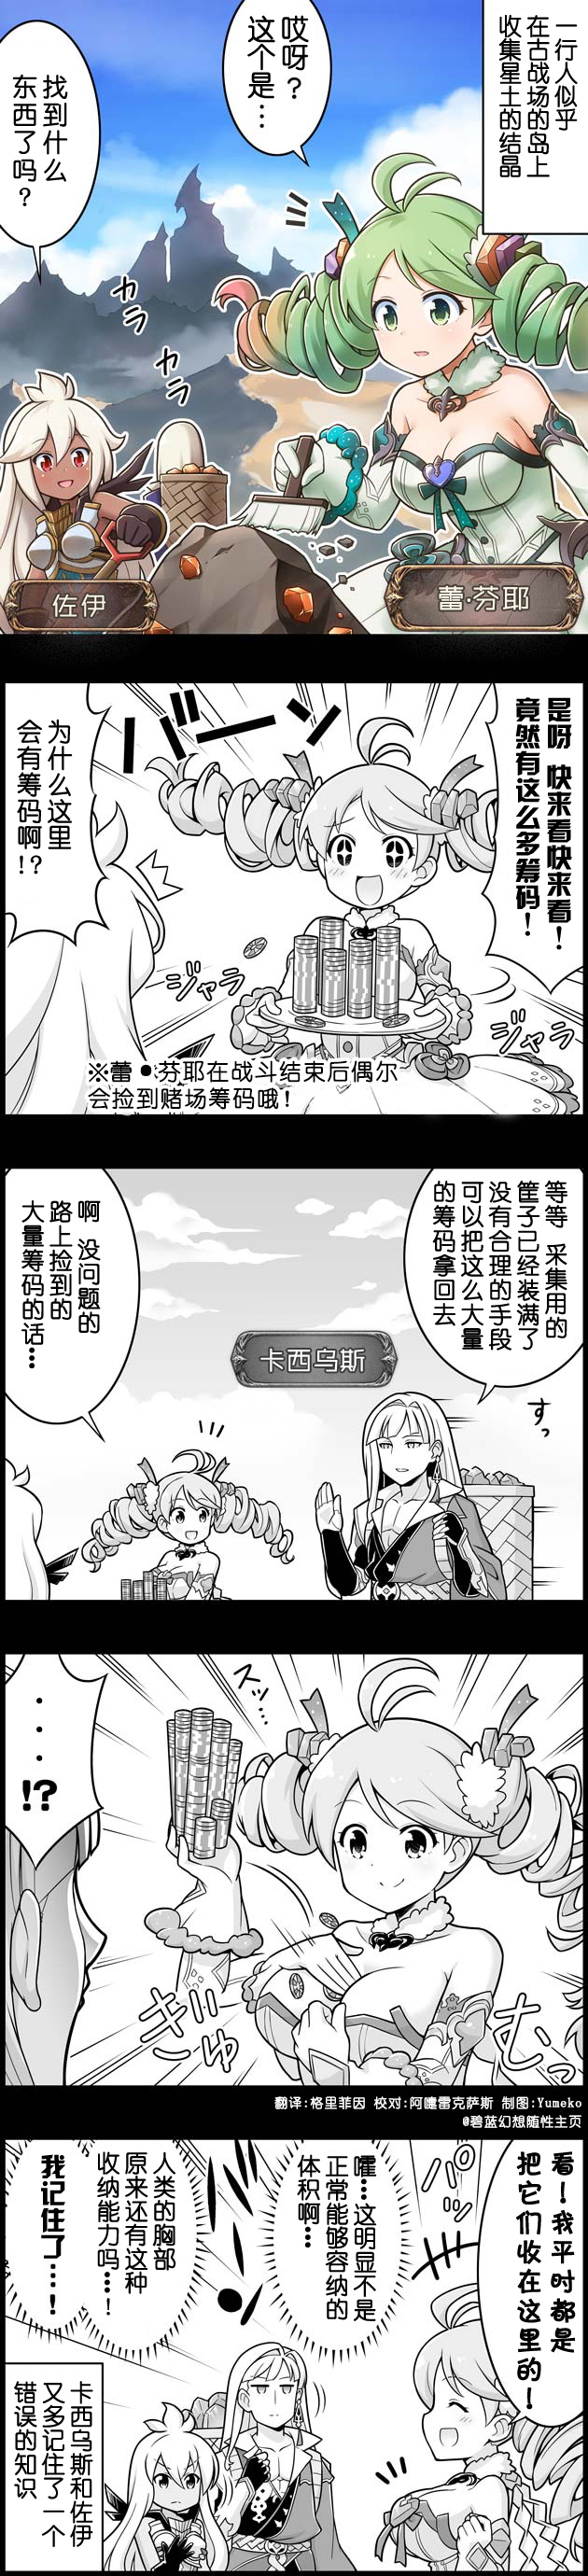 一行人似乎
在古战场的岛上
收集星土的结晶
哎呀？
这个是…
找到什么
东西了吗？
カラ
カラ
佐伊
蕾·芬耶
是呀 快来看快来看！
竟然有这么多筹码！
バーン
为什么这里
会有筹码啊!?
ジャラ
ジャラ
※蕾●芬耶在战斗结束后偶尔
会捡到赌场筹码哦！
等等 采集用的
筐子已经装满了
没有合理的手段
可以把这么大量
的筹码拿回去
啊 没问题的
路上捡到的
大量筹码的话…
卡西乌斯
すっ
スッ…
・・・!?
ぎゅ
むっ
翻译:格里菲因 校对:阿嚏雷克萨斯 制图:Yumeko
@碧蓝幻想随性主页
看！我平时都是
把它们收在这里的！
パッ
嚯…这明显不是
正常能够容纳的
体积啊…
人类的胸部
原来还有这种
收纳能力吗…！
我记住了…！
卡西乌斯和佐伊
又多记住了一个
错误的知识